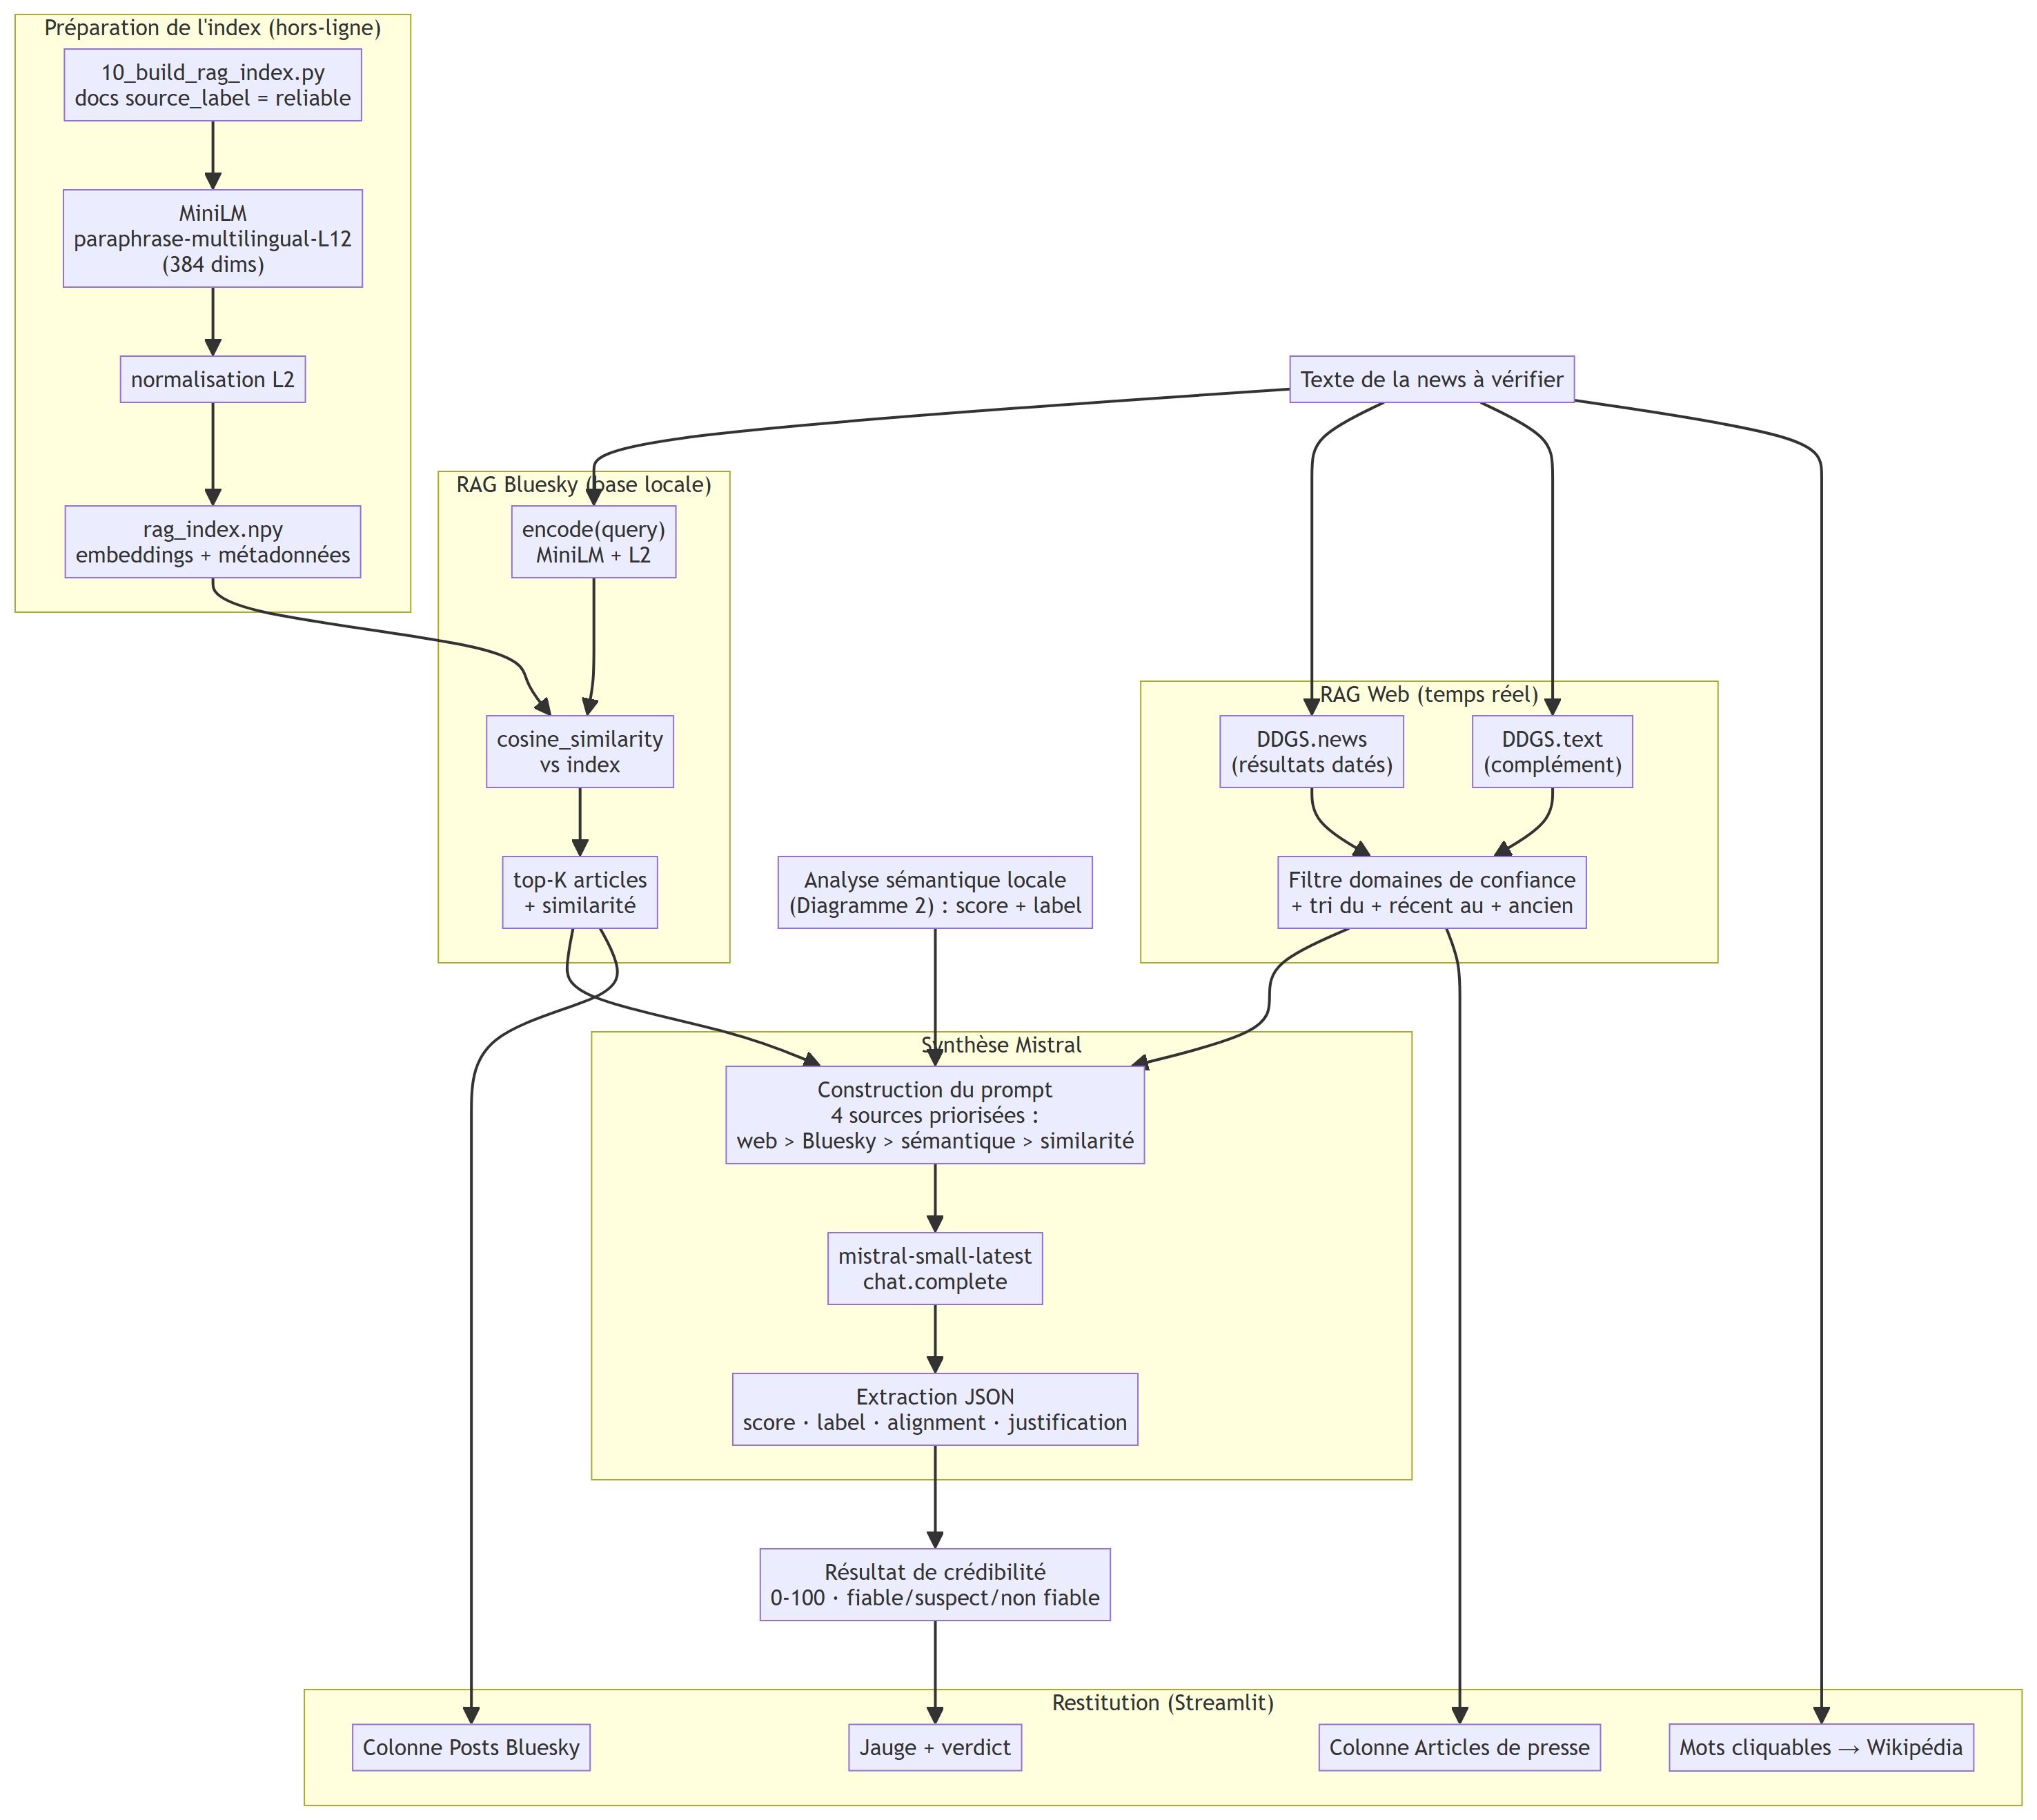 Préparation de l'index (hors-ligne)
10_build_rag_index.py
docs source_label = reliable
MiniLM
paraphrase-multilingual-L12
(384 dims)
normalisation L2
rag_index.npy
embeddings + métadonnées
Texte de la news à vérifier
RAG Bluesky (base locale)
encode(query)
MiniLM + L2
cosine_similarity
vs index
top-K articles
+ similarité
Analyse sémantique locale
(Diagramme 2) : score + label
RAG Web (temps réel)
DDGS.news
(résultats datés)
DDGS.text
(complément)
Filtre domaines de confiance
+ tri du + récent au + ancien
Synthèse Mistral
Construction du prompt
4 sources priorisées :
web > Bluesky > sémantique > similarité
mistral-small-latest
chat.complete
Extraction JSON
score · label · alignment · justification
Résultat de crédibilité
0-100 · fiable/suspect/non fiable
Restitution (Streamlit)
Colonne Posts Bluesky
Jauge + verdict
Colonne Articles de presse
Mots cliquables → Wikipédia